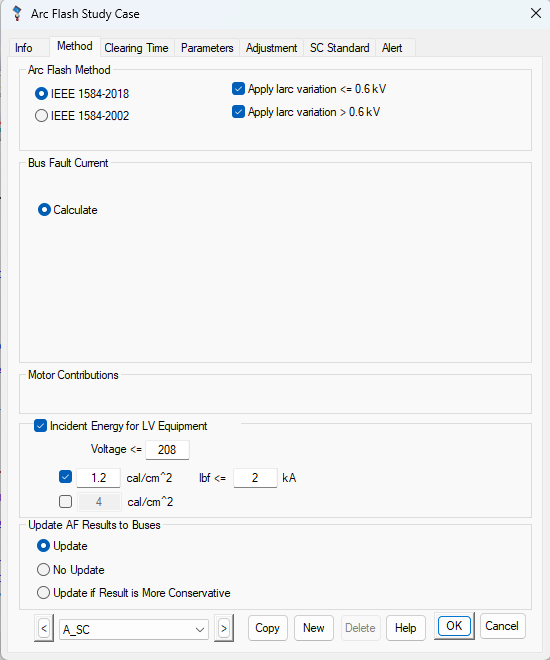 Arc Flash Study Case
Info Method Clearing Time Parameters Adjustment SC Standard Alert
Arc Flash Method
IEEE 1584-2018
IEEE 1584-2002
Apply Iarc variation <= 0.6 kV
Apply Iarc variation > 0.6 kV
Bus Fault Current
Calculate
Motor Contributions
Incident Energy for LV Equipment
Voltage <= 208
1.2 cal/cm^2 Ibf <= 2 kA
4 cal/cm^2
Update AF Results to Buses
Update
No Update
Update if Result is More Conservative
< A_SC > Copy New Delete Help OK Cancel